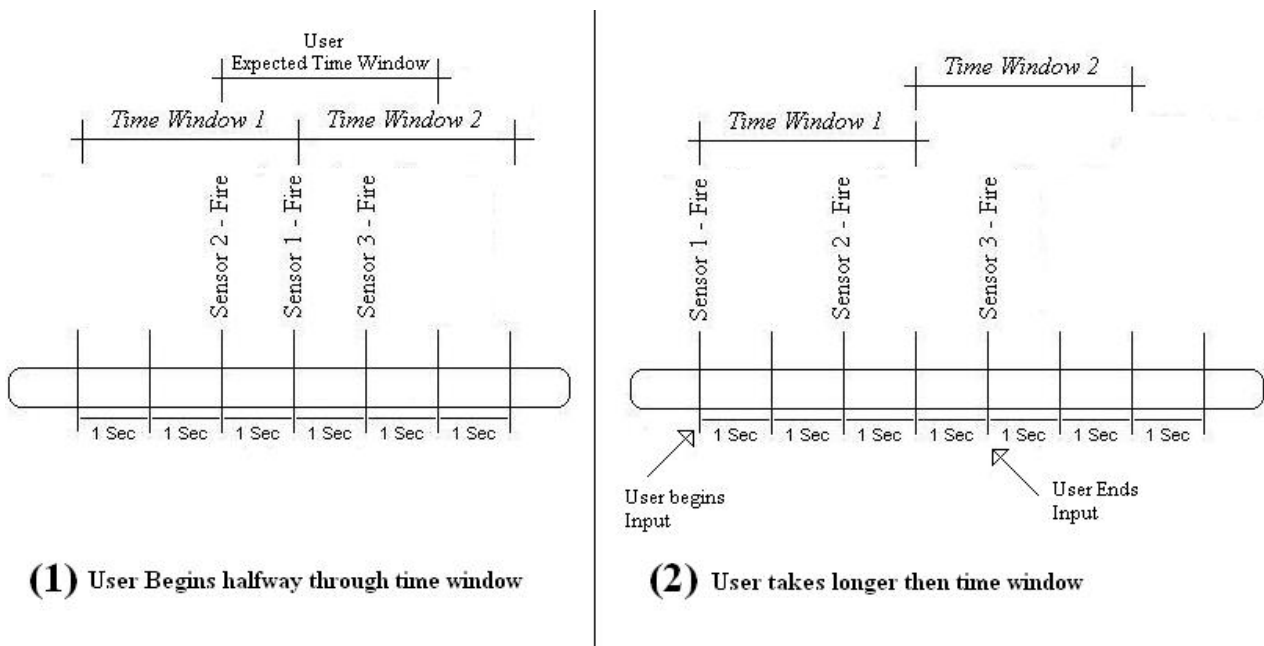 User
Expected Time Window
Time Window 1
Time Window 2
Sensor 2 - Fire
Sensor 1 - Fire
Sensor 3 - Fire
1 Sec
1 Sec
1 Sec
1 Sec
1 Sec
1 Sec
(1) User Begins halfway through time window
Time Window 2
Time Window 1
Sensor 1 - Fire
Sensor 2 - Fire
Sensor 3 - Fire
1 Sec
1 Sec
1 Sec
1 Sec
1 Sec
1 Sec
1 Sec
User begins
Input
User Ends
Input
(2) User takes longer then time window